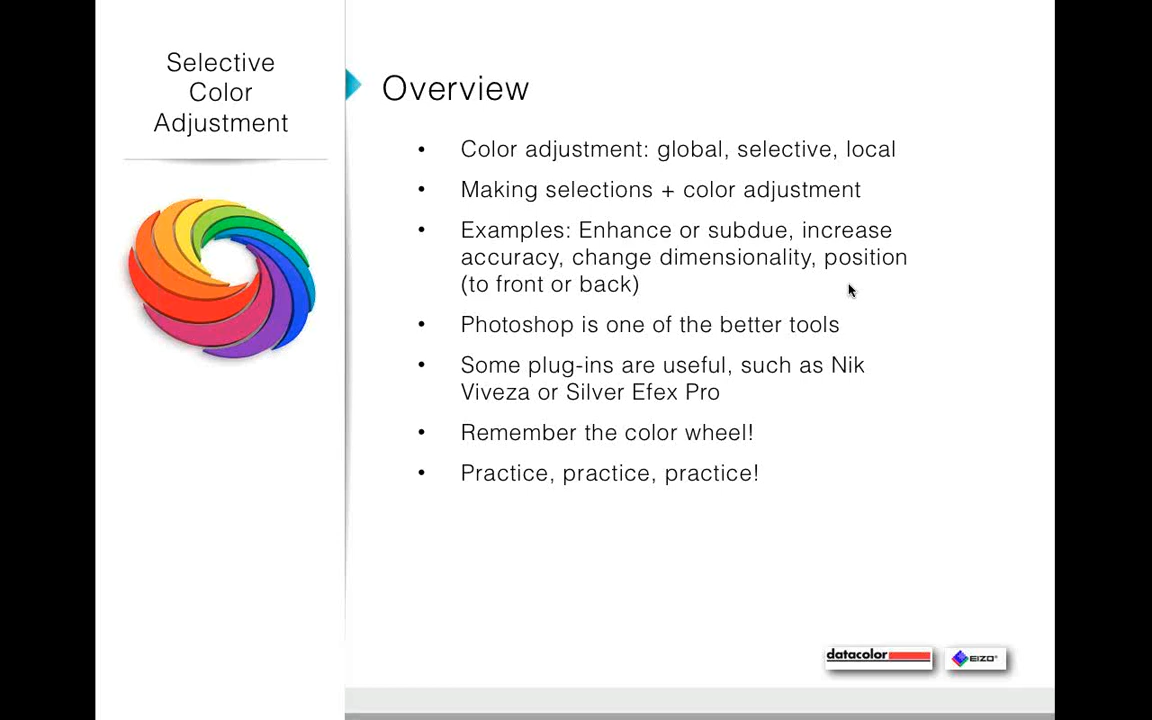 Selective
Color
Adjustment
Overview
• Color adjustment: global, selective, local
• Making selections + color adjustment
• Examples: Enhance or subdue, increase
accuracy, change dimensionality, position
(to front or back)
• Photoshop is one of the better tools
• Some plug-ins are useful, such as Nik
Viveza or Silver Efex Pro
• Remember the color wheel!
• Practice, practice, practice!
datacolor
EIZO®